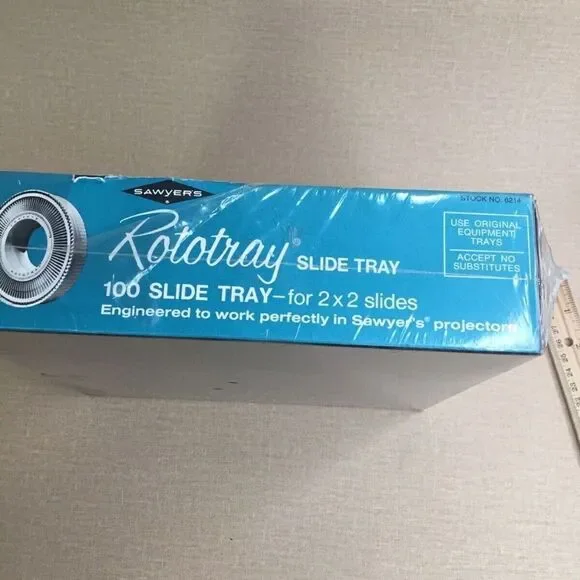 SAWYER'S
STOCK NO. 6214
Rototray® SLIDE TRAY
100 SLIDE TRAY—for 2 x 2 slides
Engineered to work perfectly in Sawyer's® projectors
USE ORIGINAL
EQUIPMENT
TRAYS
ACCEPT NO
SUBSTITUTES